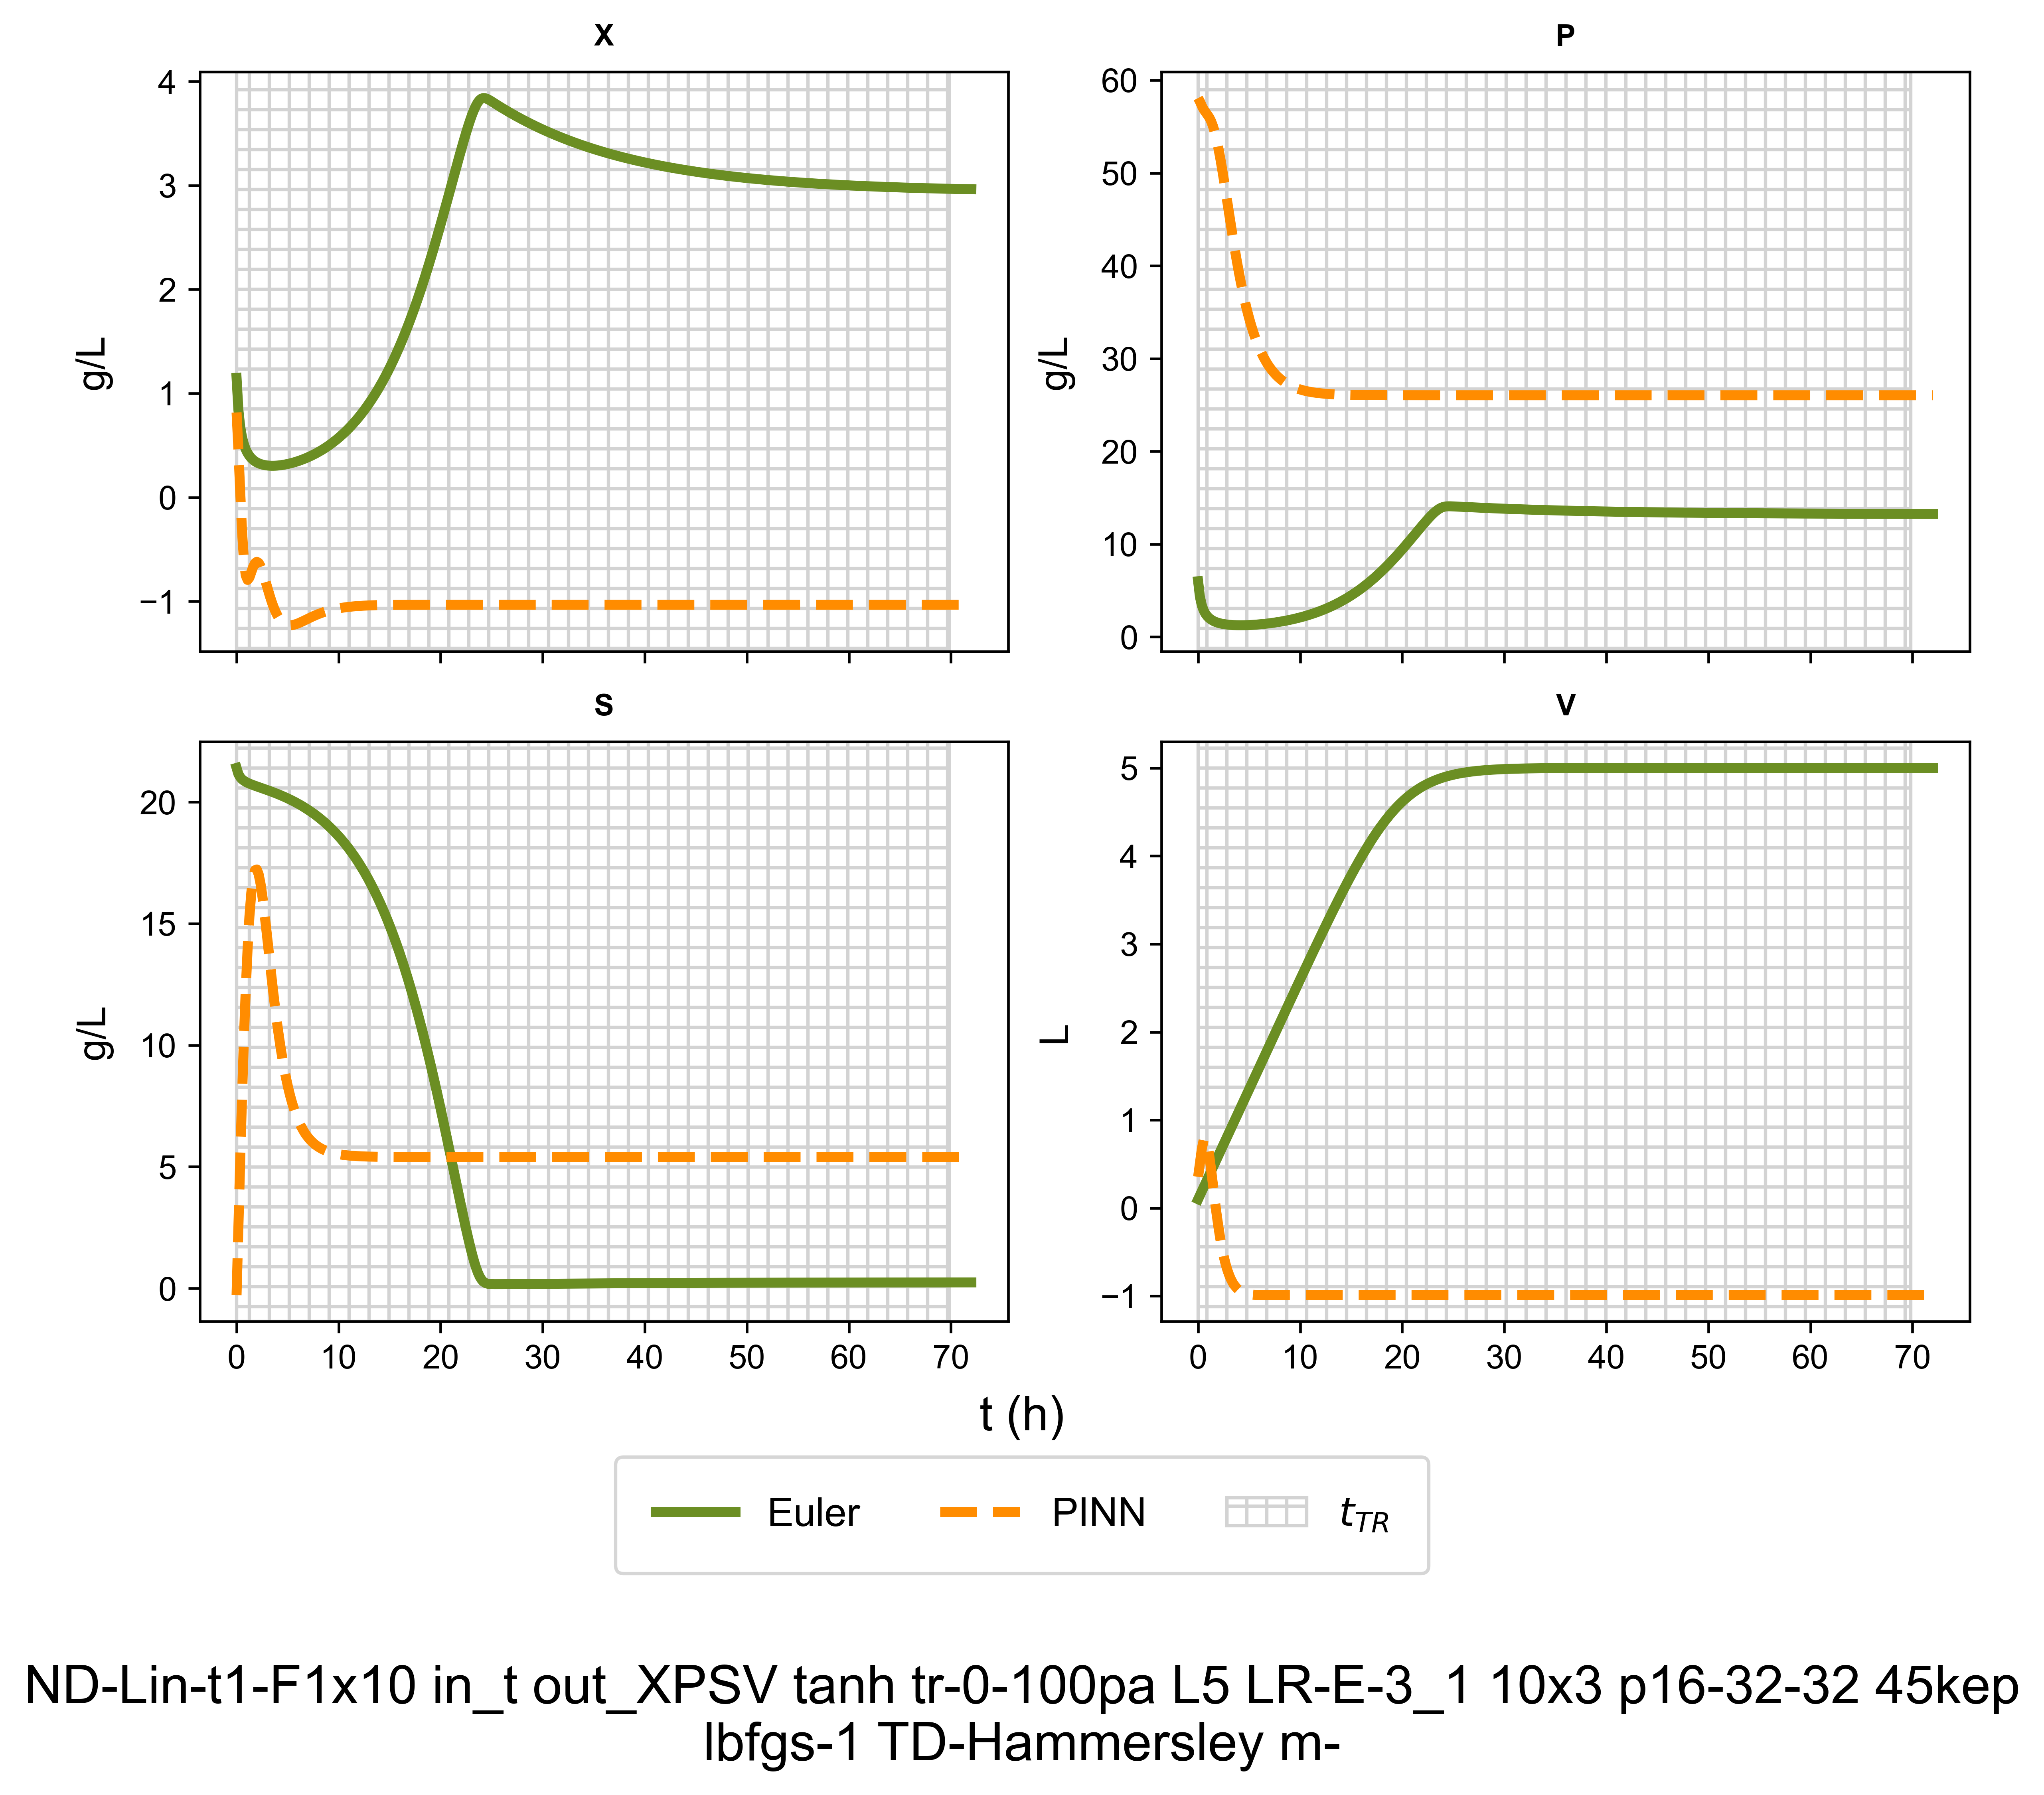 X
P
4
3
2
1
0
−1
g/L
60
50
40
30
20
10
0
g/L
S
V
20
15
10
5
0
g/L
0 10 20 30 40 50 60 70
5
4
3
2
1
0
−1
L
0 10 20 30 40 50 60 70
t (h)
Euler PINN t_TR
ND-Lin-t1-F1x10 in_t out_XPSV tanh tr-0-100pa L5 LR-E-3_1 10x3 p16-32-32 45kep
lbfgs-1 TD-Hammersley m-